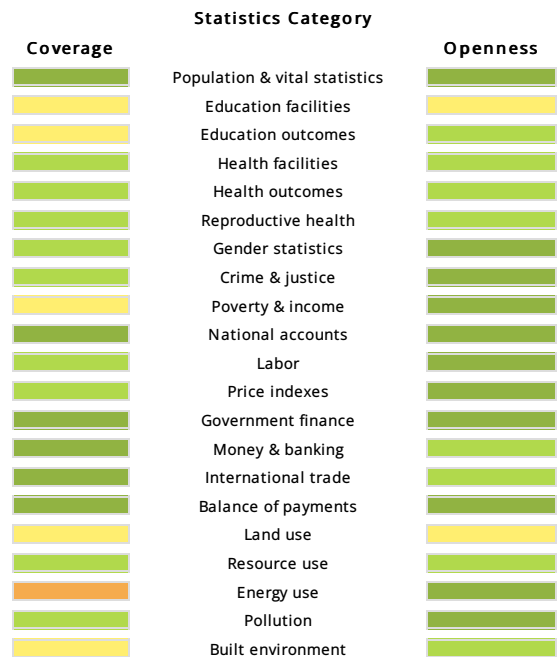 Statistics Category
Coverage
Openness
Population & vital statistics
Education facilities
Education outcomes
Health facilities
Health outcomes
Reproductive health
Gender statistics
Crime & justice
Poverty & income
National accounts
Labor
Price indexes
Government finance
Money & banking
International trade
Balance of payments
Land use
Resource use
Energy use
Pollution
Built environment